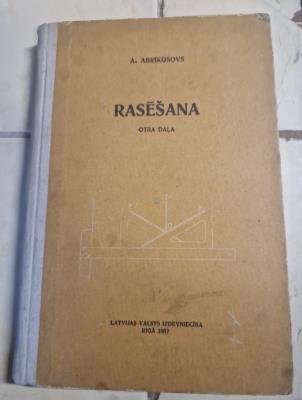 A. ABRIKOSOVS
RASĒŠANA
OTRA DAĻA
LATVIJAS VALSTS IZDEVNIECĪBA
RĪGĀ 1957